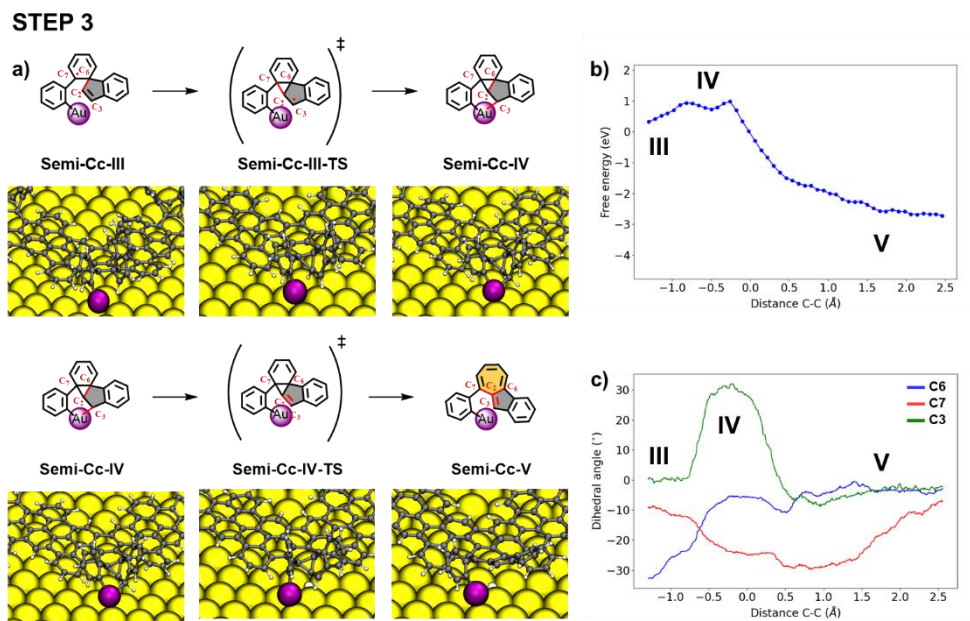 STEP 3
a)
‡
C7
C6
C2
C3
Au
C7
C6
C2
C3
Au
C7
C6
C2
C3
Au
Semi-Cc-III
Semi-Cc-III-TS
Semi-Cc-IV
‡
C7
C6
C2
C3
Au
C7
C6
C2
C3
Au
C7
C2
C6
C3
Au
Semi-Cc-IV
Semi-Cc-IV-TS
Semi-Cc-V
b)
2
1
0
−1
−2
−3
−4
Free energy (eV)
III
IV
V
−1.0
−0.5
0.0
0.5
1.0
1.5
2.0
2.5
Distance C-C (Å)
c)
30
20
10
0
−10
−20
−30
Dihedral angle (°)
III
IV
V
C6
C7
C3
−1.0
−0.5
0.0
0.5
1.0
1.5
2.0
2.5
Distance C-C (Å)